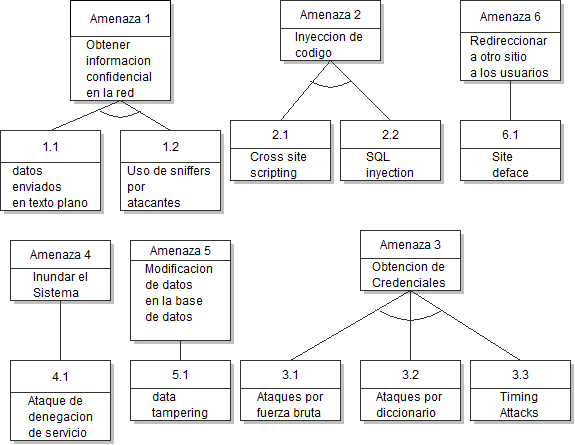 Amenaza 1
Obtener
informacion
confidencial
en la red
1.1
datos
enviados
en texto plano
1.2
Uso de sniffers
por
atacantes
Amenaza 2
Inyeccion de
codigo
2.1
Cross site
scripting
2.2
SQL
inyection
Amenaza 6
Redireccionar
a otro sitio
a los usuarios
6.1
Site
deface
Amenaza 4
Inundar el
Sistema
4.1
Ataque de
denegacion
de servicio
Amenaza 5
Modificacion
de datos
en la base
de datos
5.1
data
tampering
Amenaza 3
Obtencion de
Credenciales
3.1
Ataques por
fuerza bruta
3.2
Ataques por
diccionario
3.3
Timing
Attacks